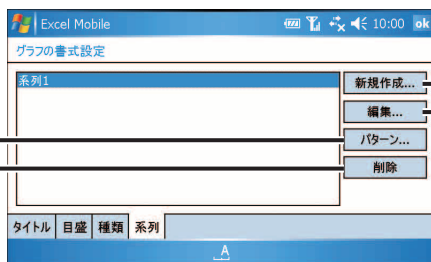 Excel Mobile 10:00 ok
グラフの書式設定
系列1
新規作成...
編集...
パターン...
削除
タイトル 目盛 種類 系列
A